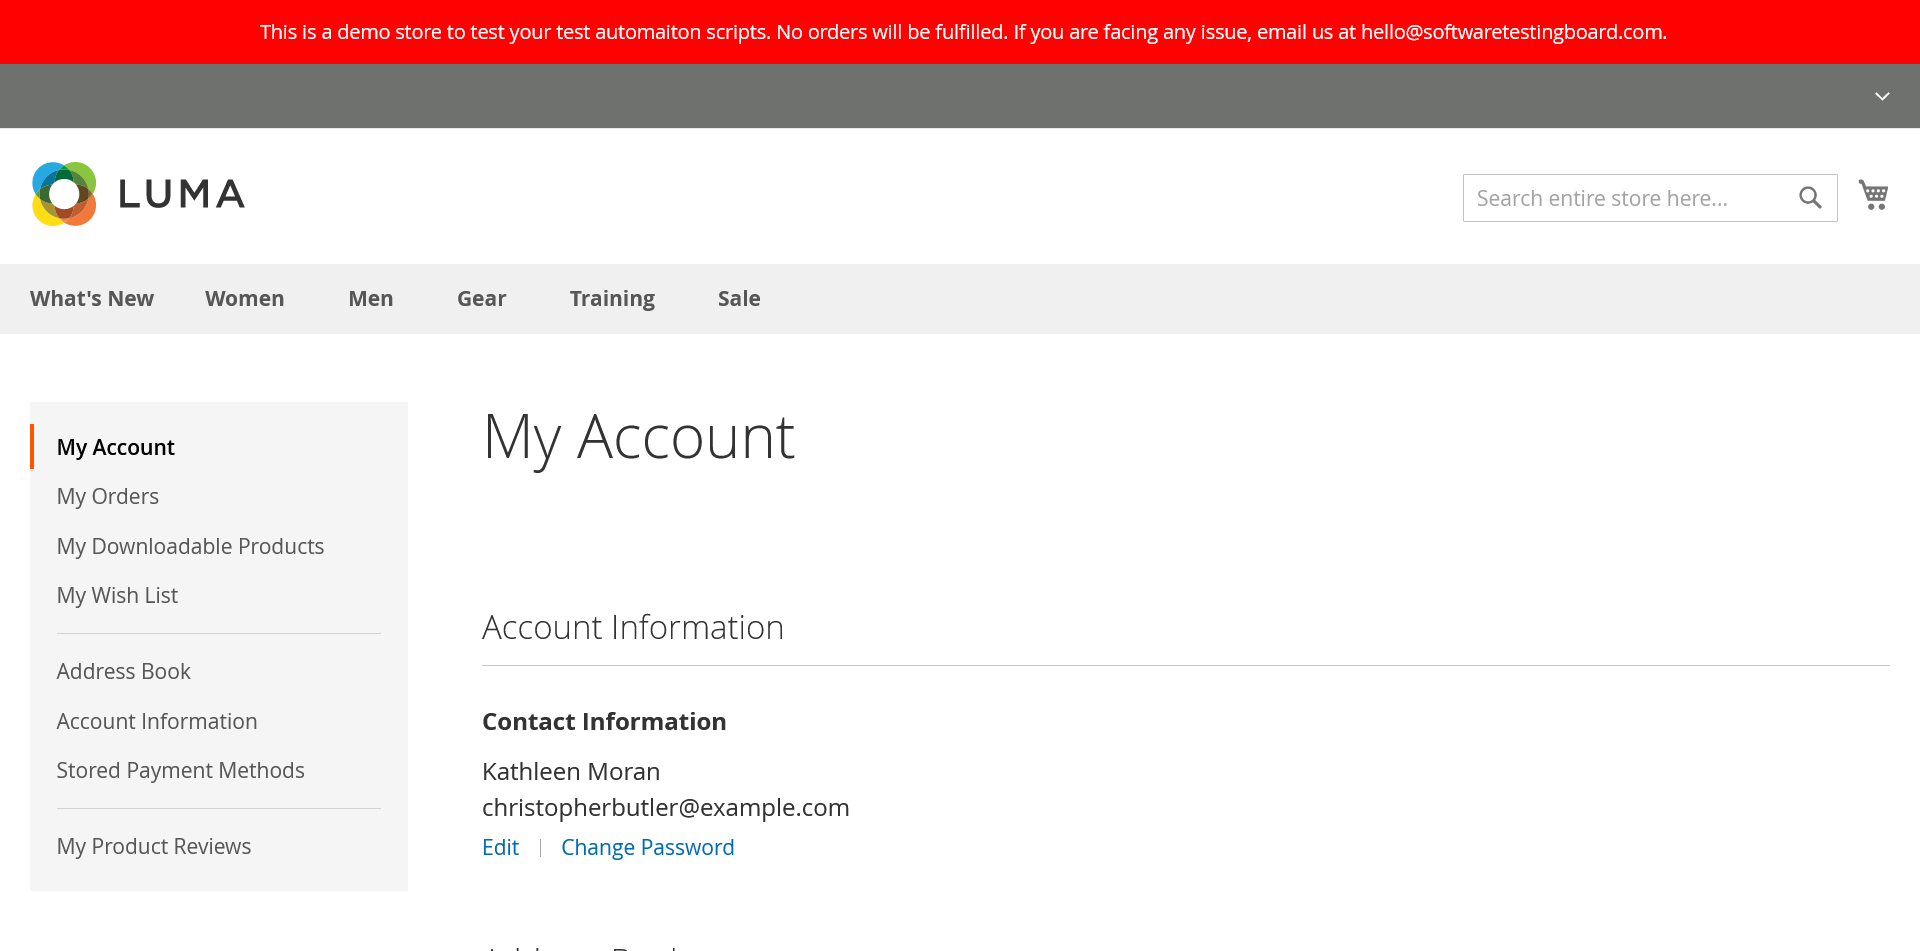 This is a demo store to test your test automaiton scripts. No orders will be fulfilled. If you are facing any issue, email us at hello@softwaretestingboard.com.
LUMA
Search entire store here...
What's New Women Men Gear Training Sale
My Account
My Orders
My Downloadable Products
My Wish List
Address Book
Account Information
Stored Payment Methods
My Product Reviews
My Account
Account Information
Contact Information
Kathleen Moran
christopherbutler@example.com
Edit Change Password